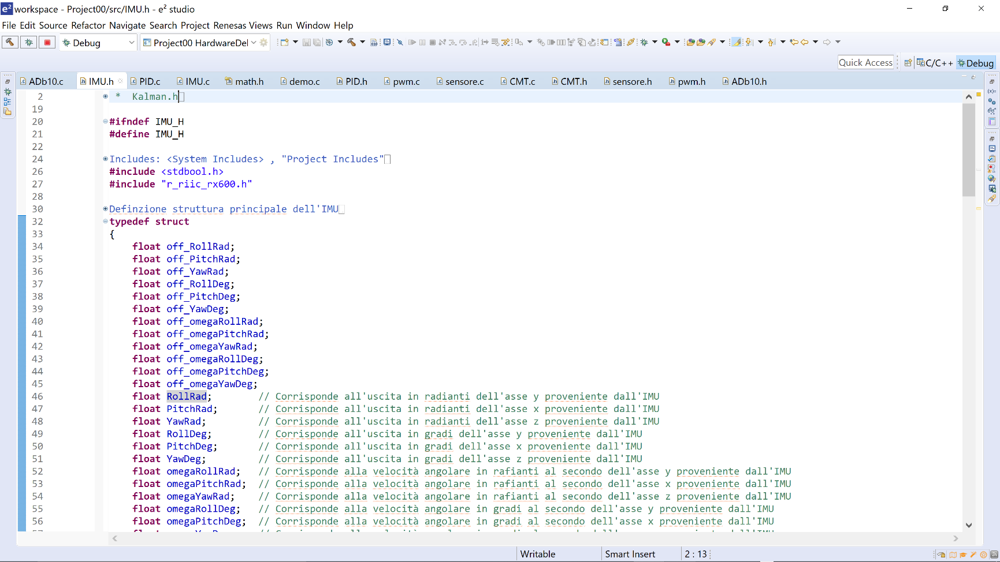 e² workspace - Project00/src/IMU.h - e² studio
File Edit Source Refactor Navigate Search Project Renesas Views Run Window Help
Debug Project00 HardwareDel
Quick Access C/C++ Debug
ADb10.c IMU.h PID.c IMU.c math.h demo.c PID.h pwm.c sensore.c CMT.c CMT.h sensore.h pwm.h ADb10.h
2 * Kalman.h
19
20 #ifndef IMU_H
21 #define IMU_H
22
24 Includes: <System Includes> , "Project Includes"
26 #include <stdbool.h>
27 #include "r_riic_rx600.h"
28
30 Definzione struttura principale dell'IMU
32 typedef struct
33 {
34 float off_RollRad;
35 float off_PitchRad;
36 float off_YawRad;
37 float off_RollDeg;
38 float off_PitchDeg;
39 float off_YawDeg;
40 float off_omegaRollRad;
41 float off_omegaPitchRad;
42 float off_omegaYawRad;
43 float off_omegaRollDeg;
44 float off_omegaPitchDeg;
45 float off_omegaYawDeg;
46 float RollRad; // Corrisponde all'uscita in radianti dell'asse y proveniente dall'IMU
47 float PitchRad; // Corrisponde all'uscita in radianti dell'asse x proveniente dall'IMU
48 float YawRad; // Corrisponde all'uscita in radianti dell'asse z proveniente dall'IMU
49 float RollDeg; // Corrisponde all'uscita in gradi dell'asse y proveniente dall'IMU
50 float PitchDeg; // Corrisponde all'uscita in gradi dell'asse x proveniente dall'IMU
51 float YawDeg; // Corrisponde all'uscita in gradi dell'asse z proveniente dall'IMU
52 float omegaRollRad; // Corrisponde alla velocità angolare in rafianti al secondo dell'asse y proveniente dall'IMU
53 float omegaPitchRad; // Corrisponde alla velocità angolare in rafianti al secondo dell'asse x proveniente dall'IMU
54 float omegaYawRad; // Corrisponde alla velocità angolare in rafianti al secondo dell'asse z proveniente dall'IMU
55 float omegaRollDeg; // Corrisponde alla velocità angolare in gradi al secondo dell'asse y proveniente dall'IMU
56 float omegaPitchDeg; // Corrisponde alla velocità angolare in gradi al secondo dell'asse x proveniente dall'IMU
Writable Smart Insert 2 : 13